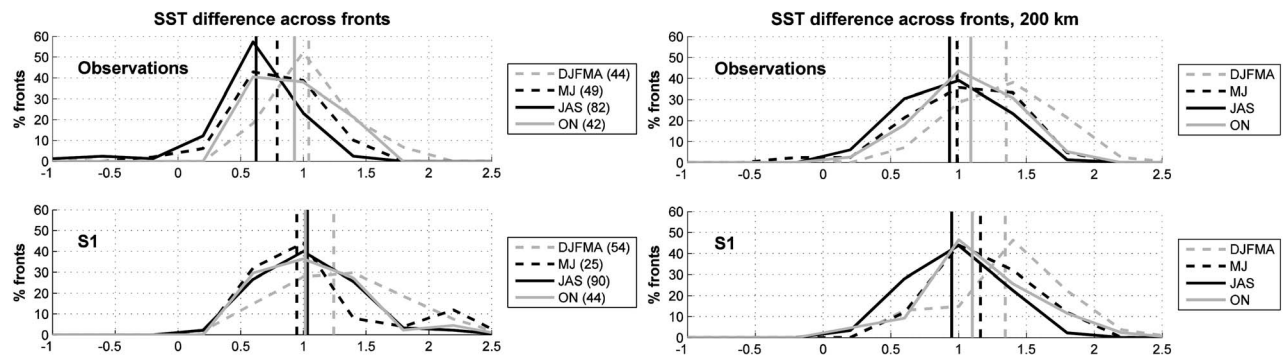 SST difference across fronts
% fronts
60
50
40
30
20
10
0
Observations
-1
-0.5
0
0.5
1
1.5
2
2.5
DJFMA (44)
MJ (49)
JAS (82)
ON (42)
SST difference across fronts, 200 km
% fronts
60
50
40
30
20
10
0
Observations
-1
-0.5
0
0.5
1
1.5
2
2.5
DJFMA
MJ
JAS
ON
% fronts
60
50
40
30
20
10
0
S1
-1
-0.5
0
0.5
1
1.5
2
2.5
DJFMA (54)
MJ (25)
JAS (90)
ON (44)
% fronts
60
50
40
30
20
10
0
S1
-1
-0.5
0
0.5
1
1.5
2
2.5
DJFMA
MJ
JAS
ON